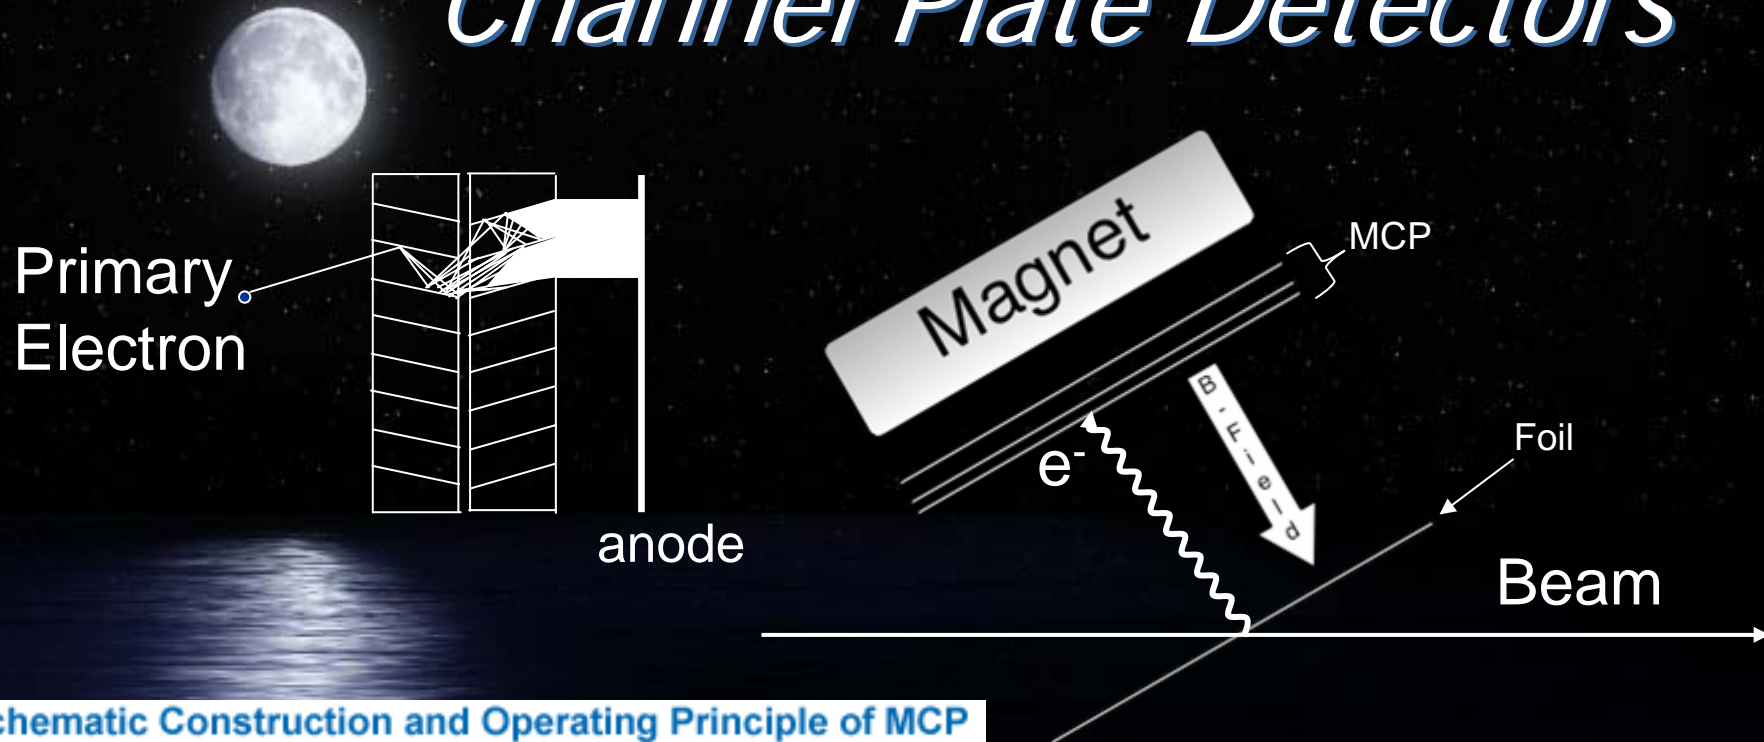 Channel Plate Detectors
Primary
Electron
anode
Magnet
MCP
B-Field
e-
Foil
Beam
chematic Construction and Operating Principle of MCP